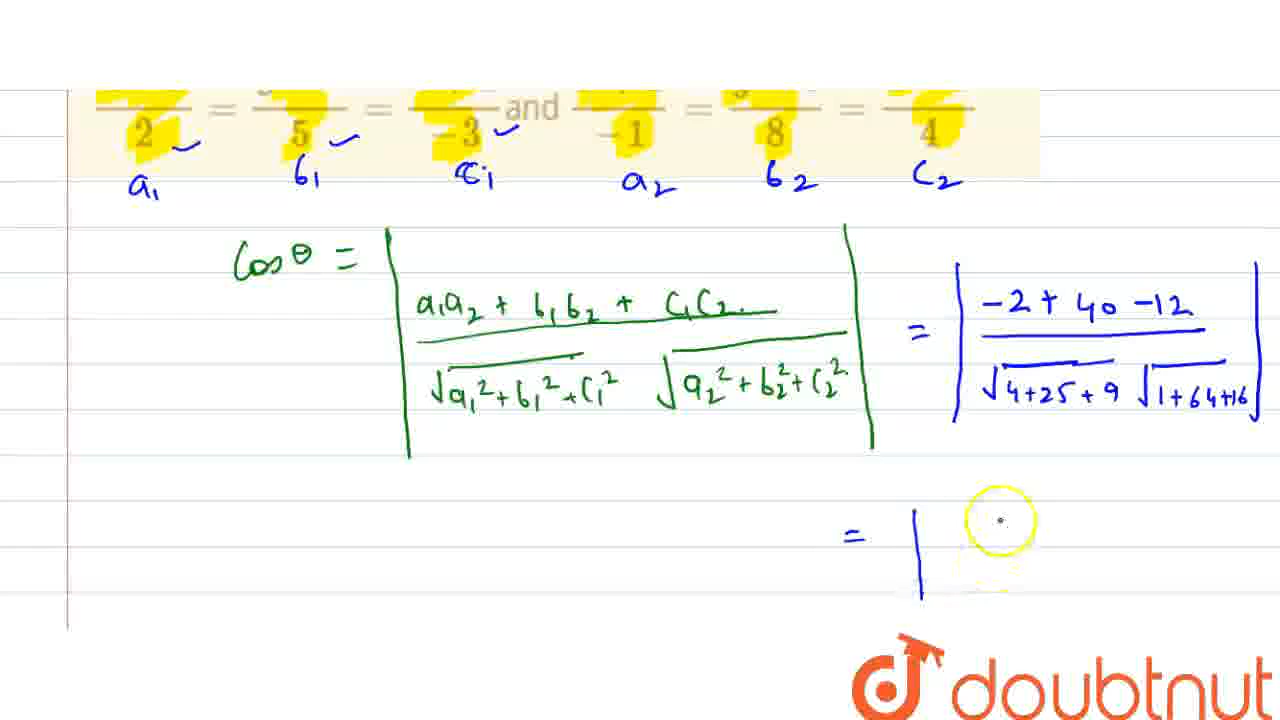 2 = 5 = -3 and -1 = 8 = 4
a₁ b₁ c₁ a₂ b₂ c₂
Cosθ = | a₁a₂ + b₁b₂ + c₁c₂. / √a₁²+b₁²+c₁² √a₂²+b₂²+c₂² | = | -2 + 40 -12 / √4+25+9 √1+64+16 |
= |
doubtnut